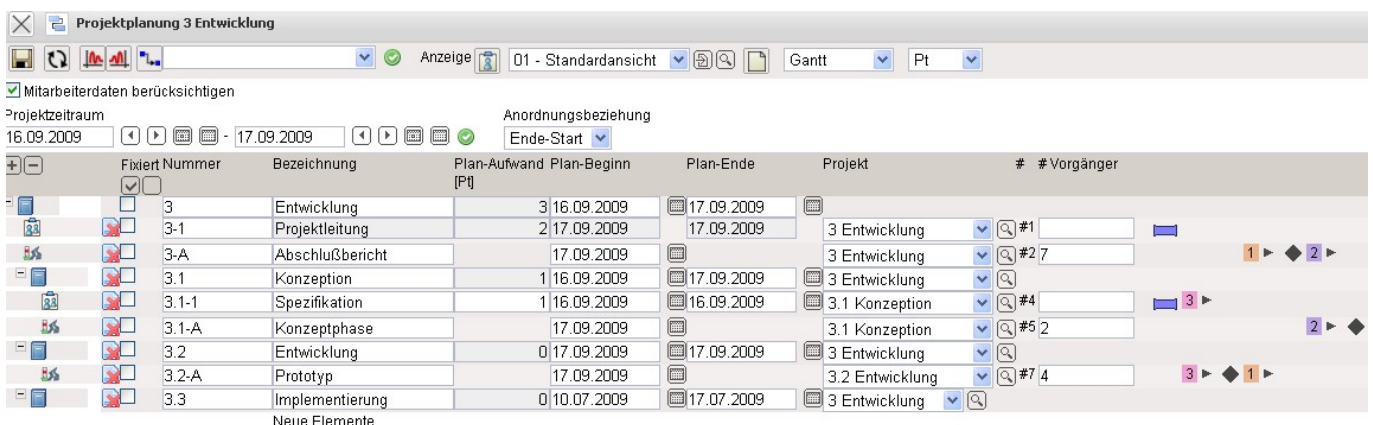 Projektplanung 3 Entwicklung
Anzeige 01 - Standardansicht Gantt Pt
Mitarbeiterdaten berücksichtigen
Projektzeitraum Anordnungsbeziehung
16.09.2009 - 17.09.2009 Ende-Start
Fixiert Nummer Bezeichnung Plan-Aufwand Plan-Beginn Plan-Ende Projekt # # Vorgänger
[Pt]
3 Entwicklung 3 16.09.2009 17.09.2009
3-1 Projektleitung 2 17.09.2009 17.09.2009 3 Entwicklung #1
3-A Abschlußbericht 17.09.2009 3 Entwicklung #2 7 1 2
3.1 Konzeption 1 16.09.2009 17.09.2009 3 Entwicklung
3.1-1 Spezifikation 1 16.09.2009 16.09.2009 3.1 Konzeption #4 3
3.1-A Konzeptphase 17.09.2009 3.1 Konzeption #5 2 2
3.2 Entwicklung 0 17.09.2009 17.09.2009 3 Entwicklung
3.2-A Prototyp 17.09.2009 3.2 Entwicklung #7 4 3 1
3.3 Implementierung 0 10.07.2009 17.07.2009 3 Entwicklung
Neue Elemente